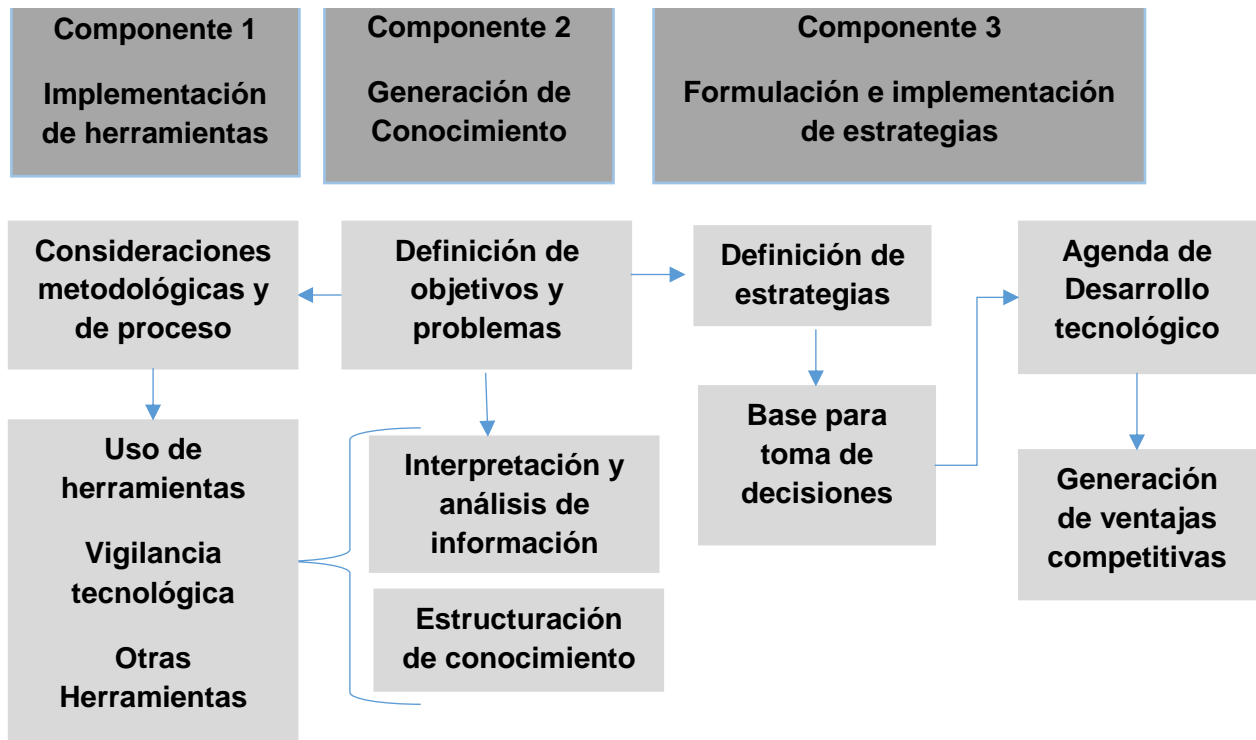 Componente 1
Implementación
de herramientas
Componente 2
Generación de
Conocimiento
Componente 3
Formulación e implementación
de estrategias
Consideraciones
metodológicas y
de proceso
Definición de
objetivos y
problemas
Definición de
estrategias
Agenda de
Desarrollo
tecnológico
Uso de
herramientas
Vigilancia
tecnológica
Otras
Herramientas
Interpretación y
análisis de
información
Estructuración
de conocimiento
Base para
toma de
decisiones
Generación
de ventajas
competitivas